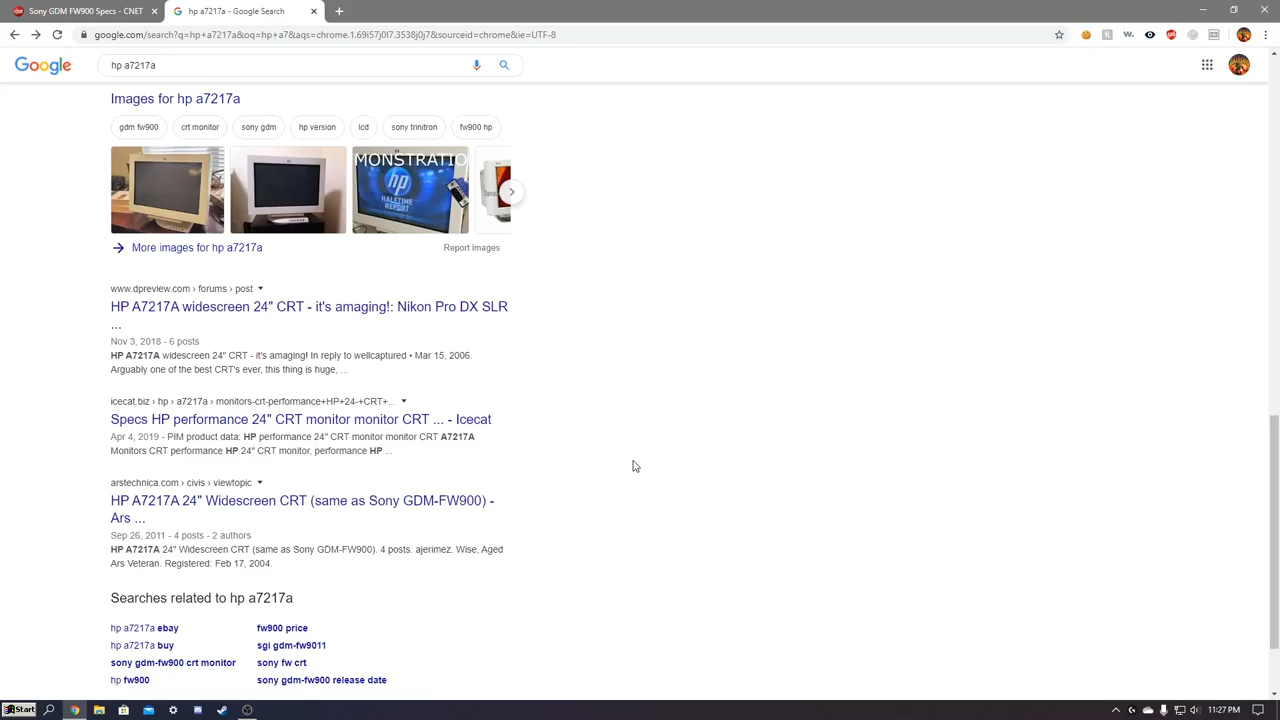 Sony GDM FW900 Specs - CNET
hp a7217a - Google Search
google.com/search?q=hp+a7217a&oq=hp+a7&aqs=chrome.1.69i57j0l7.3538j0j7&sourceid=chrome&ie=UTF-8
Google
hp a7217a
Images for hp a7217a
gdm fw900
crt monitor
sony gdm
hp version
lcd
sony trinitron
fw900 hp
MONSTRATIO
hp
HALFTIME
REPORT
More images for hp a7217a
Report images
www.dpreview.com › forums › post
HP A7217A widescreen 24" CRT - it's amaging!: Nikon Pro DX SLR
...
Nov 3, 2018 - 6 posts
HP A7217A widescreen 24" CRT - it's amaging! In reply to wellcaptured • Mar 15, 2006.
Arguably one of the best CRT's ever, this thing is huge, ...
icecat.biz › hp › a7217a › monitors-crt-performance+HP+24-+CRT+...
Specs HP performance 24" CRT monitor monitor CRT ... - Icecat
Apr 4, 2019 - PIM product data: HP performance 24" CRT monitor monitor CRT A7217A
Monitors CRT performance HP 24" CRT monitor, performance HP ...
arstechnica.com › civis › viewtopic
HP A7217A 24" Widescreen CRT (same as Sony GDM-FW900) -
Ars ...
Sep 26, 2011 - 4 posts - 2 authors
HP A7217A 24" Widescreen CRT (same as Sony GDM-FW900). 4 posts. ajerimez. Wise, Aged
Ars Veteran. Registered: Feb 17, 2004.
Searches related to hp a7217a
hp a7217a ebay
fw900 price
hp a7217a buy
sgi gdm-fw9011
sony gdm-fw900 crt monitor
sony fw crt
hp fw900
sony gdm-fw900 release date
Start
11:27 PM